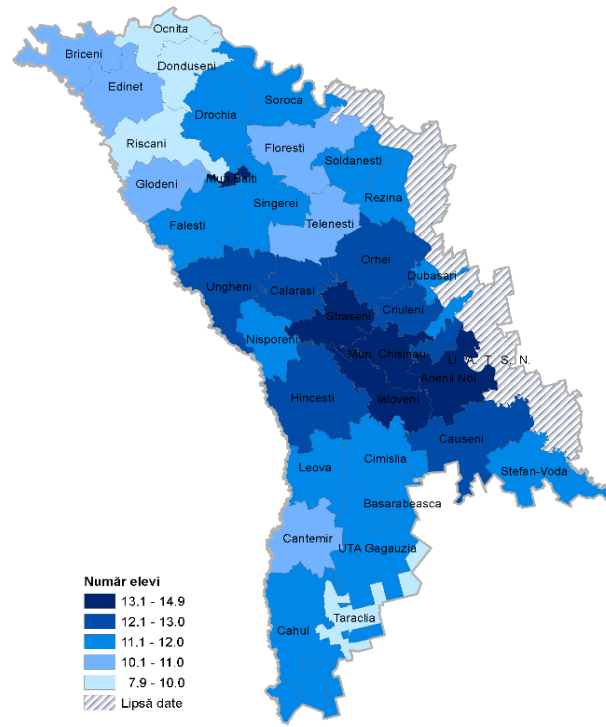 Ocnita
Briceni
Donduseni
Edinet
Soroca
Drochia
Riscani
Floresti
Soldanesti
Glodeni
Mun Balti
Rezina
Singerei
Falesti
Telenesti
Orhei
Dubasari
Ungheni
Calarasi
Criuleni
Straseni
Nisporeni
Mun. Chisinau
U. A. T. S. N.
Anenii Noi
Hincesti
Ialoveni
Causeni
Cimislia
Leova
Stefan-Voda
Basarabeasca
Cantemir
UTA Gagauzia
Taraclia
Cahul
Număr elevi
13.1 - 14.9
12.1 - 13.0
11.1 - 12.0
10.1 - 11.0
7.9 - 10.0
Lipsă date